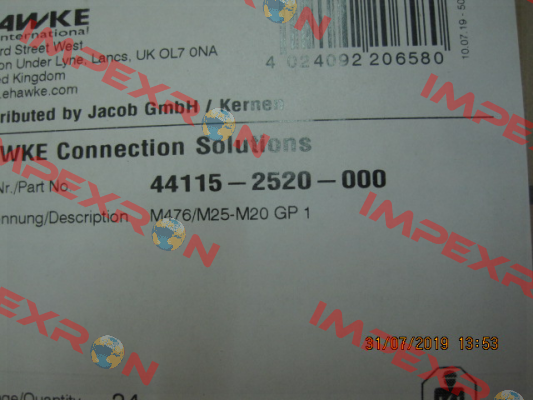 AWKE
International
rd Street West
on Under Lyne, Lancs, UK OL7 0NA
ed Kingdom
.ehawke.com
4 024092 206580
10.07.19 - 50
ributed by Jacob GmbH / Kernen
WKE Connection Solutions
Nr./Part No. 44115-2520-000
nnung/Description M476/M25-M20 GP 1
IMPEXRON
IMPEXRON
IMPEXRON
IMPEXRON
IMPEXRON
31/07/2019 13:53